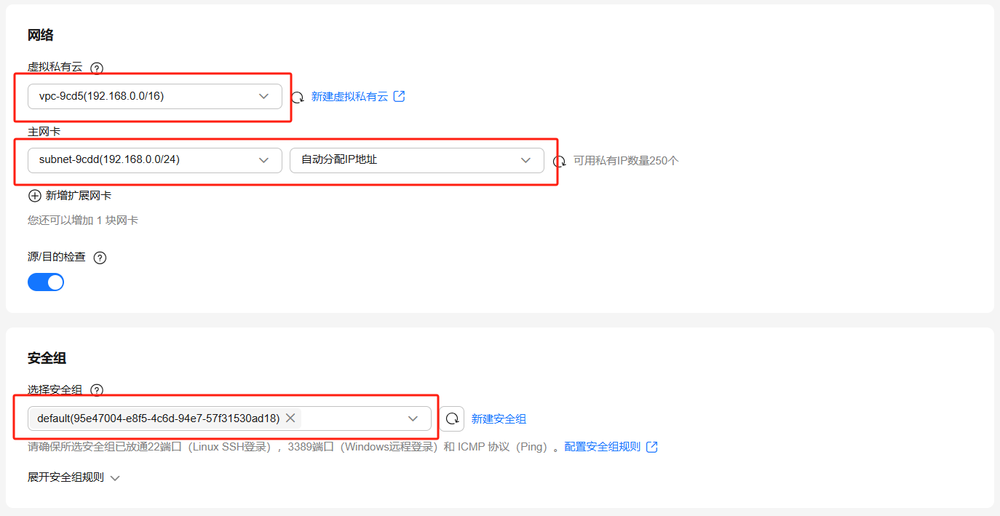 网络
虚拟私有云
vpc-9cd5(192.168.0.0/16) 新建虚拟私有云
主网卡
subnet-9cdd(192.168.0.0/24) 自动分配IP地址 可用私有IP数量250个
新增扩展网卡
您还可以增加 1 块网卡
源/目的检查
安全组
选择安全组
default(95e47004-e8f5-4c6d-94e7-57f31530ad18) 新建安全组
请确保所选安全组已放通22端口（Linux SSH登录），3389端口（Windows远程登录）和 ICMP 协议（Ping）。配置安全组规则
展开安全组规则